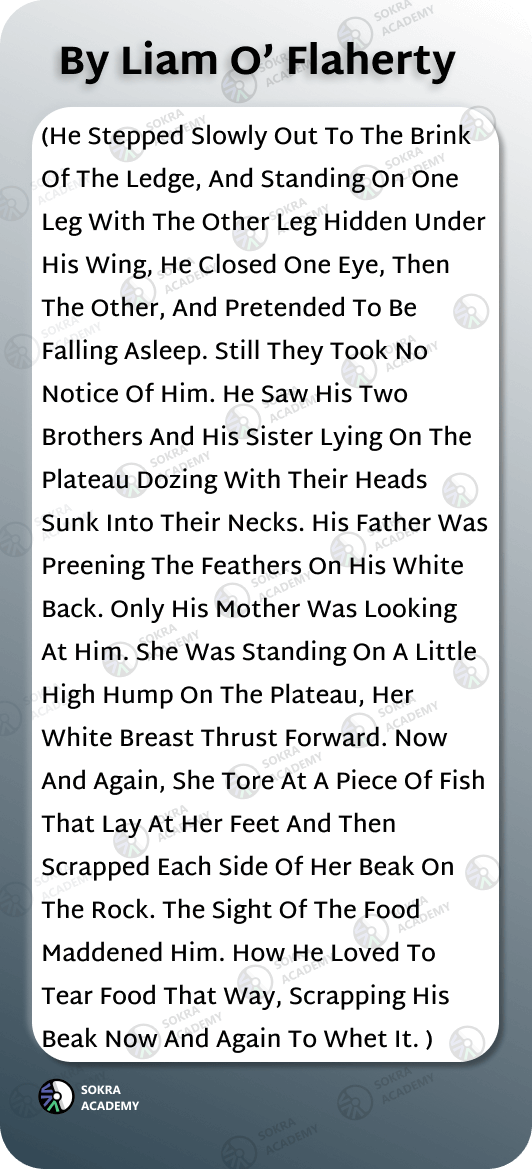 By Liam O’ Flaherty
(He Stepped Slowly Out To The Brink
Of The Ledge, And Standing On One
Leg With The Other Leg Hidden Under
His Wing, He Closed One Eye, Then
The Other, And Pretended To Be
Falling Asleep. Still They Took No
Notice Of Him. He Saw His Two
Brothers And His Sister Lying On The
Plateau Dozing With Their Heads
Sunk Into Their Necks. His Father Was
Preening The Feathers On His White
Back. Only His Mother Was Looking
At Him. She Was Standing On A Little
High Hump On The Plateau, Her
White Breast Thrust Forward. Now
And Again, She Tore At A Piece Of Fish
That Lay At Her Feet And Then
Scrapped Each Side Of Her Beak On
The Rock. The Sight Of The Food
Maddened Him. How He Loved To
Tear Food That Way, Scrapping His
Beak Now And Again To Whet It. )
SOKRA
ACADEMY